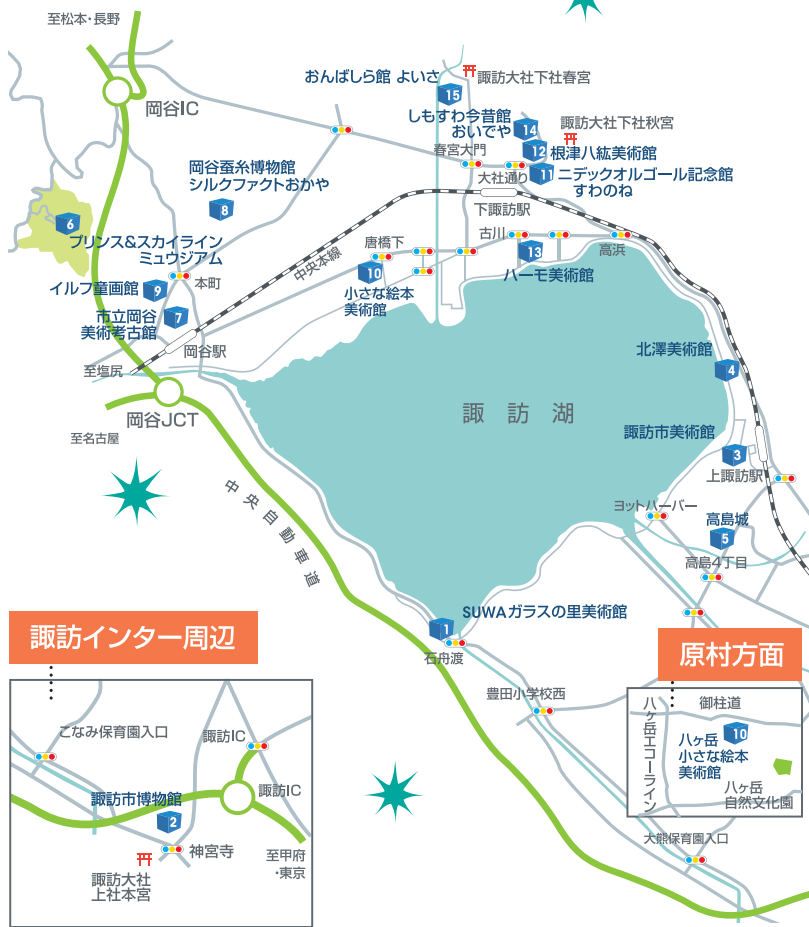 至松本・長野
岡谷IC
おんばしら館 よいさ
15
諏訪大社下社春宮
しもすわ今昔館
おいでや
14
諏訪大社下社秋宮
12
根津八紘美術館
春宮大門
大社通り
11
ニデックオルゴール記念館
すわのね
岡谷蚕糸博物館
シルクファクトおかや
8
下諏訪駅
6
プリンス&スカイライン
ミュウジアム
中央本線
唐橋下
古川
高浜
13
ハーモ美術館
10
小さな絵本
美術館
イルフ童画館
9
本町
市立岡谷
美術考古館
7
岡谷駅
至塩尻
岡谷JCT
至名古屋
北澤美術館
4
諏訪湖
諏訪市美術館
3
上諏訪駅
中央自動車道
ヨットハーバー
高島城
5
高島4丁目
SUWAガラスの里美術館
1
石舟渡
豊田小学校西
大熊保育園入口
諏訪インター周辺
こなみ保育園入口
諏訪IC
諏訪IC
諏訪市博物館
2
神宮寺
至甲府
・東京
諏訪大社
上社本宮
原村方面
御柱道
八ヶ岳エコーライン
10
八ヶ岳
小さな絵本
美術館
八ヶ岳
自然文化園